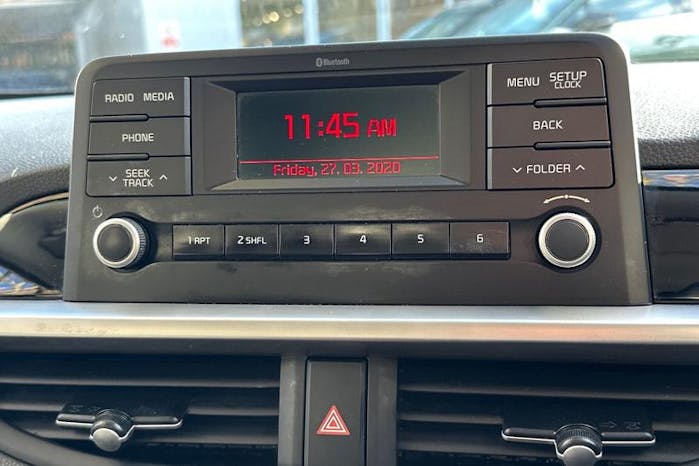 Bluetooth
RADIO MEDIA
PHONE
SEEK
TRACK
11:45 AM
Friday, 27. 03. 2020
MENU SETUP
CLOCK
BACK
FOLDER
1 RPT
2 SHFL
3
4
5
6